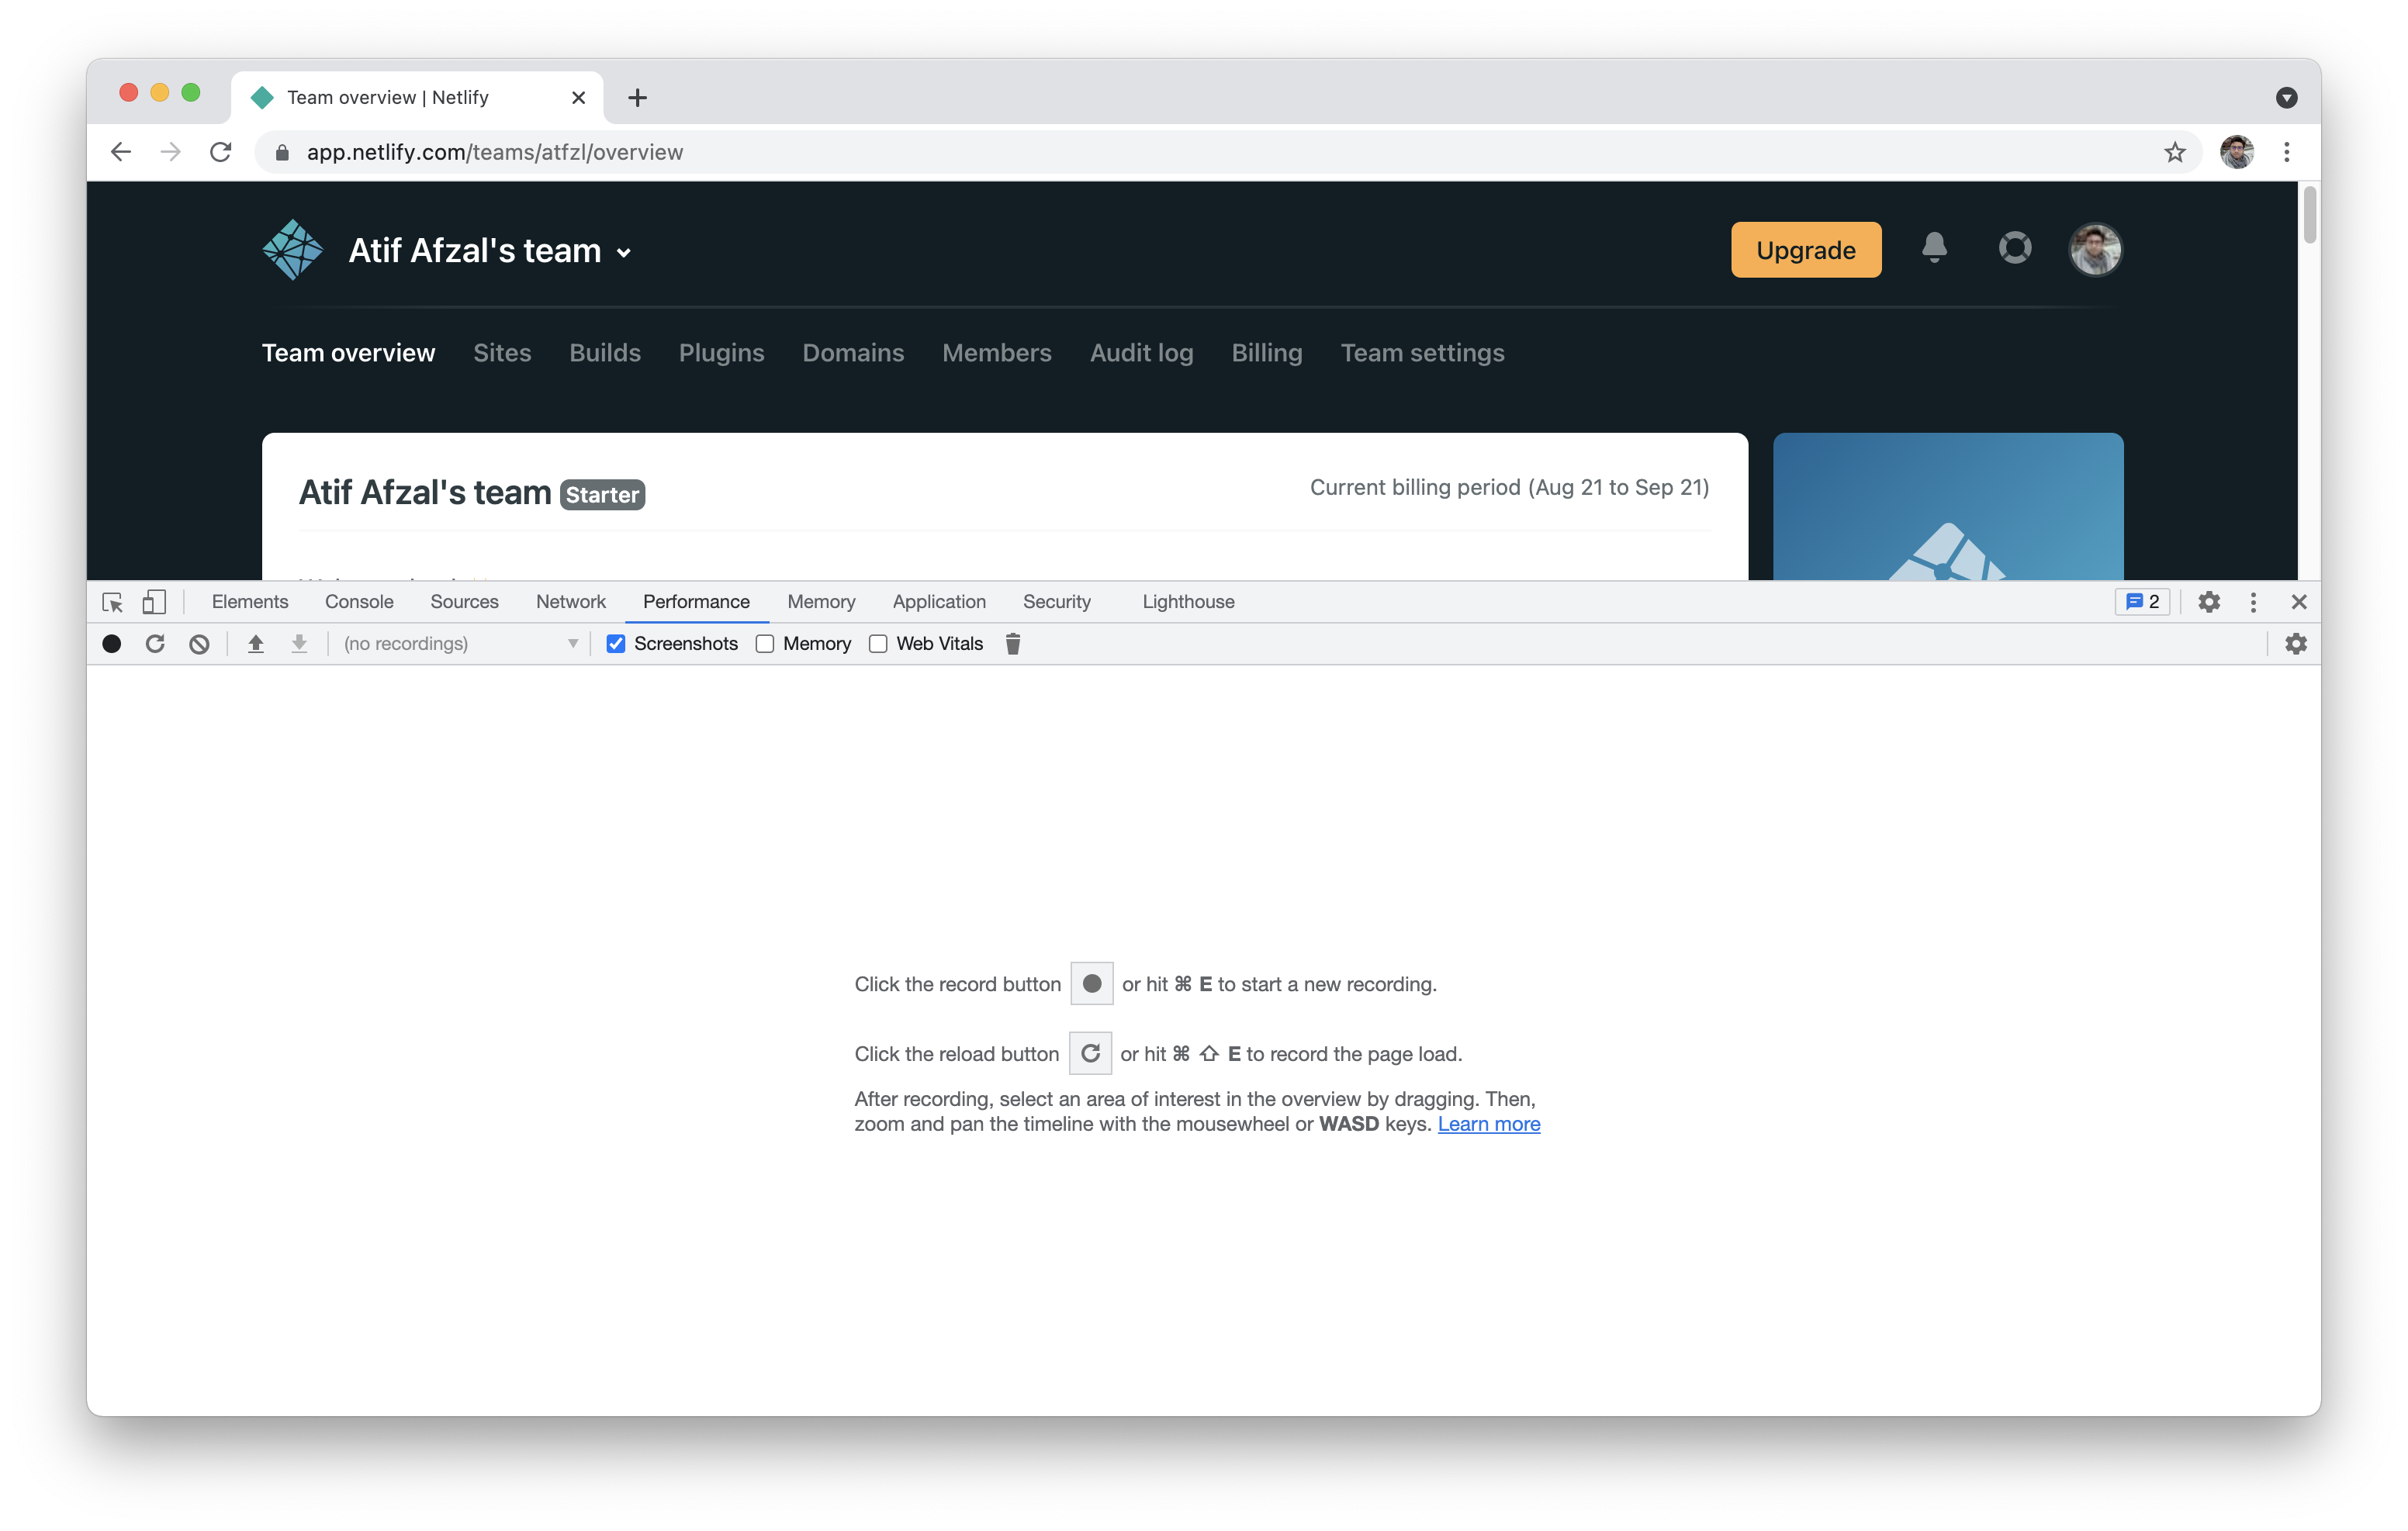 Team overview | Netlify
app.netlify.com/teams/atfzl/overview
Atif Afzal's team
Upgrade
Team overview Sites Builds Plugins Domains Members Audit log Billing Team settings
Atif Afzal's team Starter
Current billing period (Aug 21 to Sep 21)
Elements Console Sources Network Performance Memory Application Security Lighthouse 2
(no recordings) Screenshots Memory Web Vitals
Click the record button or hit ⌘ E to start a new recording.
Click the reload button or hit ⌘ ⇧ E to record the page load.
After recording, select an area of interest in the overview by dragging. Then,
zoom and pan the timeline with the mousewheel or WASD keys. Learn more